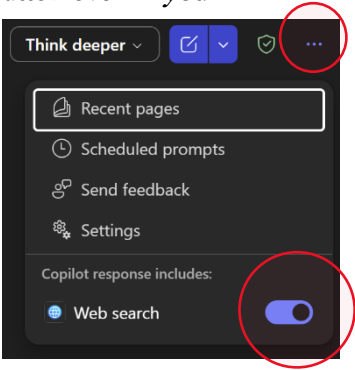 Think deeper
Recent pages
Scheduled prompts
Send feedback
Settings
Copilot response includes:
Web search